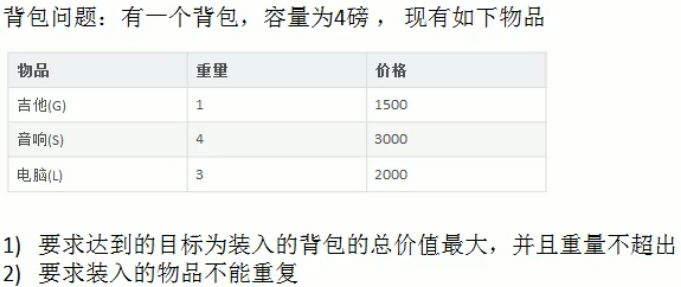 背包问题：有一个背包，容量为4磅 ， 现有如下物品
物品 重量 价格
吉他(G) 1 1500
音响(S) 4 3000
电脑(L) 3 2000
1) 要求达到的目标为装入的背包的总价值最大，并且重量不超出
2) 要求装入的物品不能重复